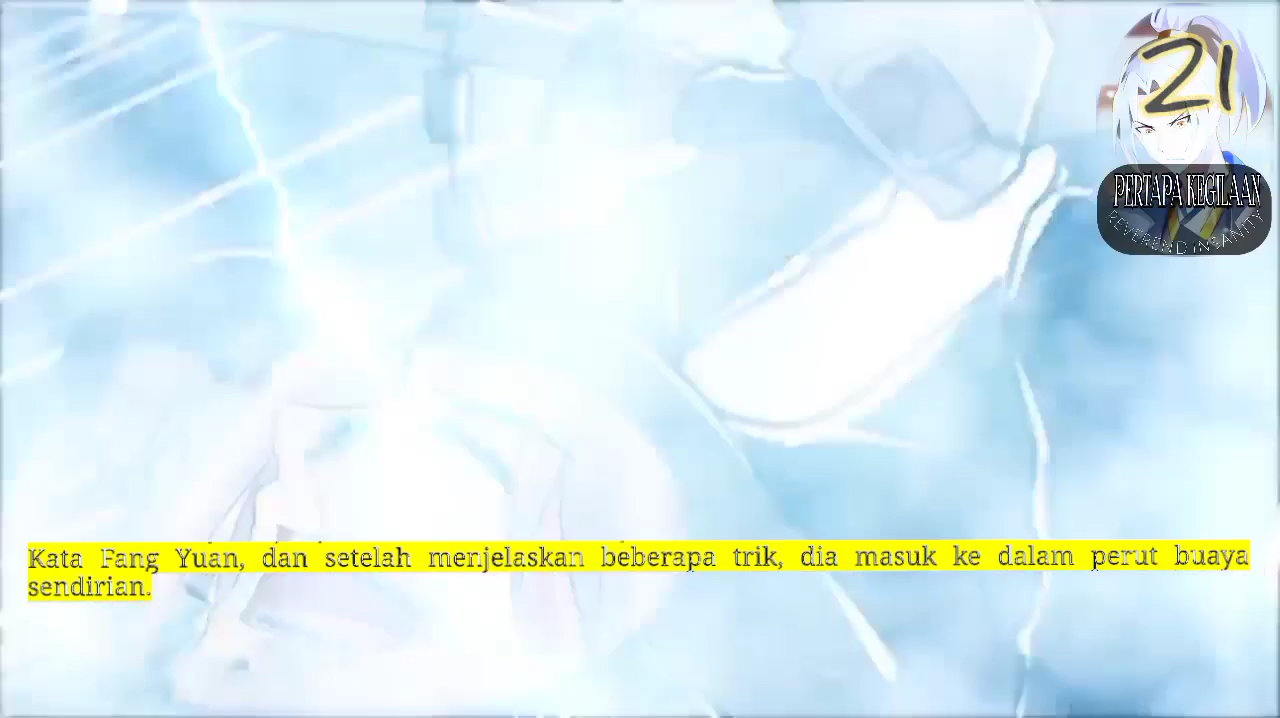 21
PERTAPA KEGILAAN
REVEREND INSANITY
Kata Fang Yuan, dan setelah menjelaskan beberapa trik, dia masuk ke dalam perut buaya
sendirian.